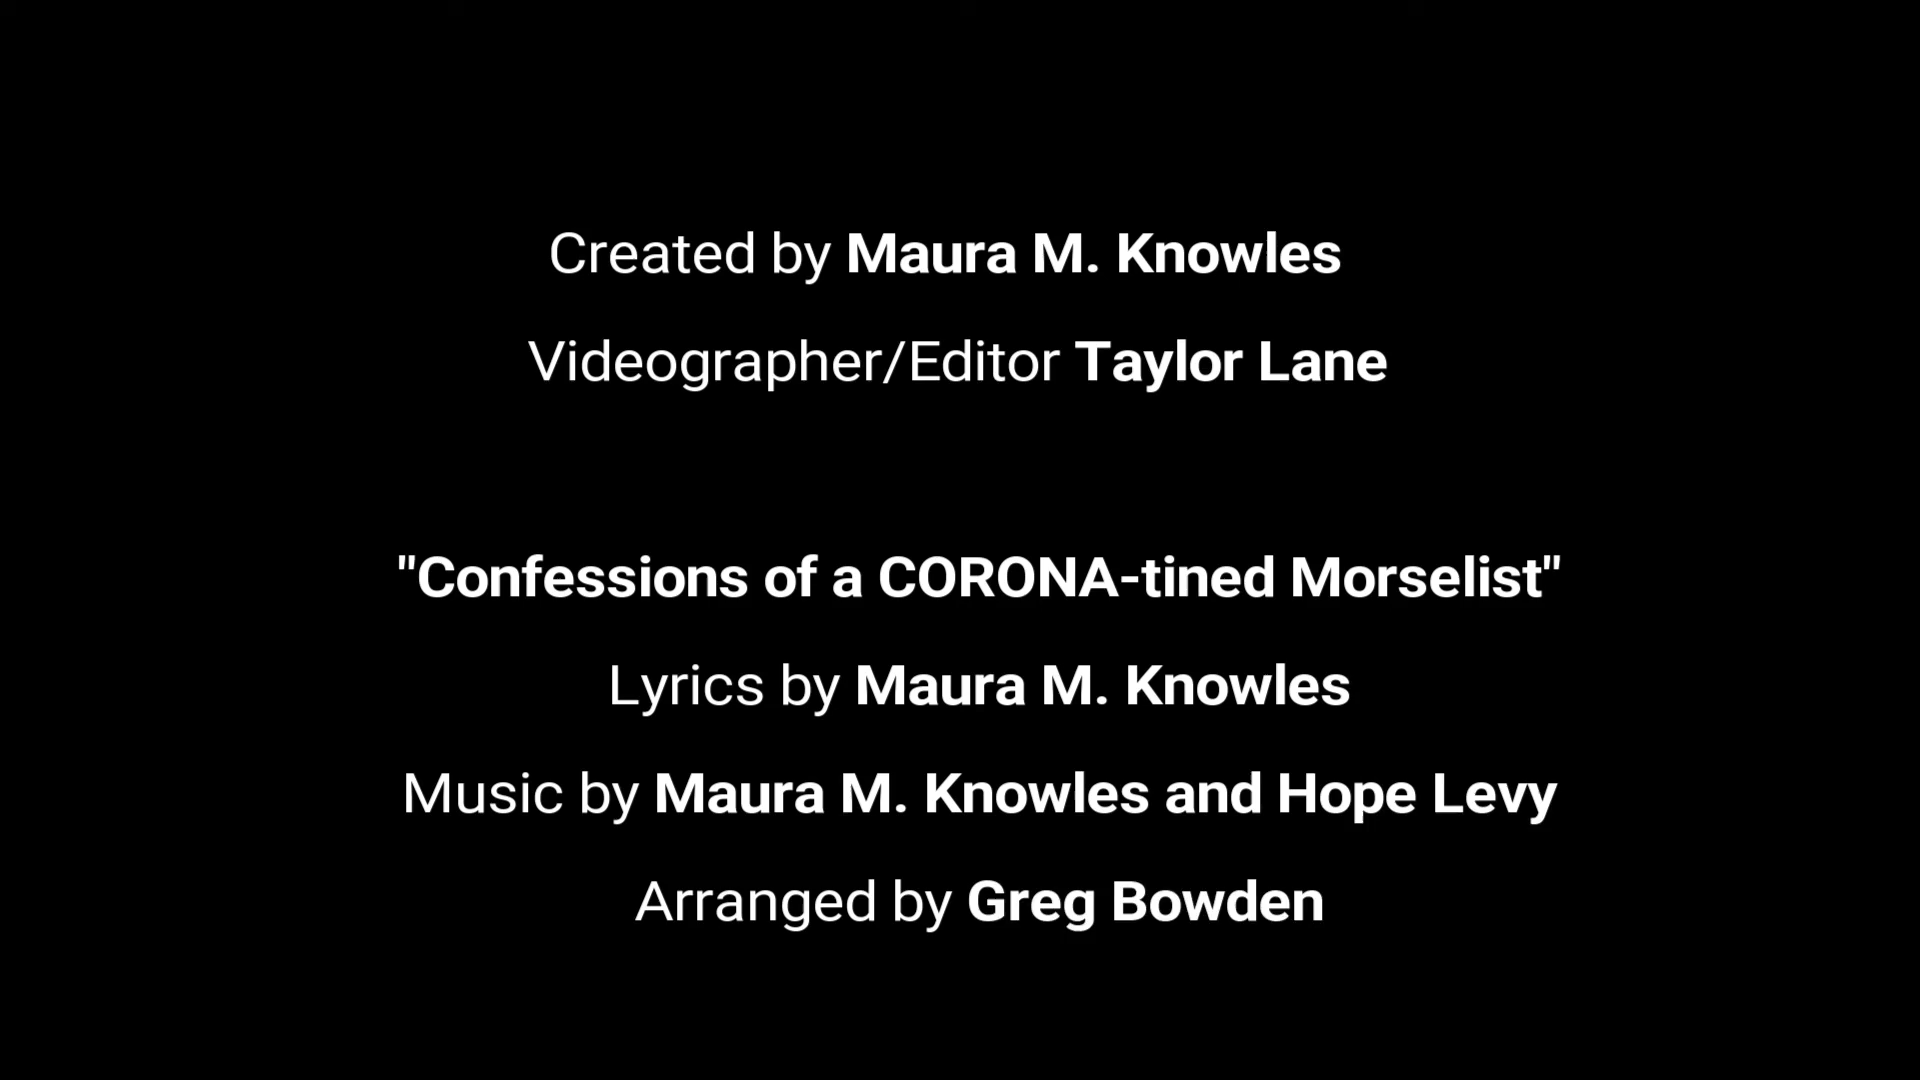 Created by Maura M. Knowles
Videographer/Editor Taylor Lane
"Confessions of a CORONA-tined Morselist"
Lyrics by Maura M. Knowles
Music by Maura M. Knowles and Hope Levy
Arranged by Greg Bowden